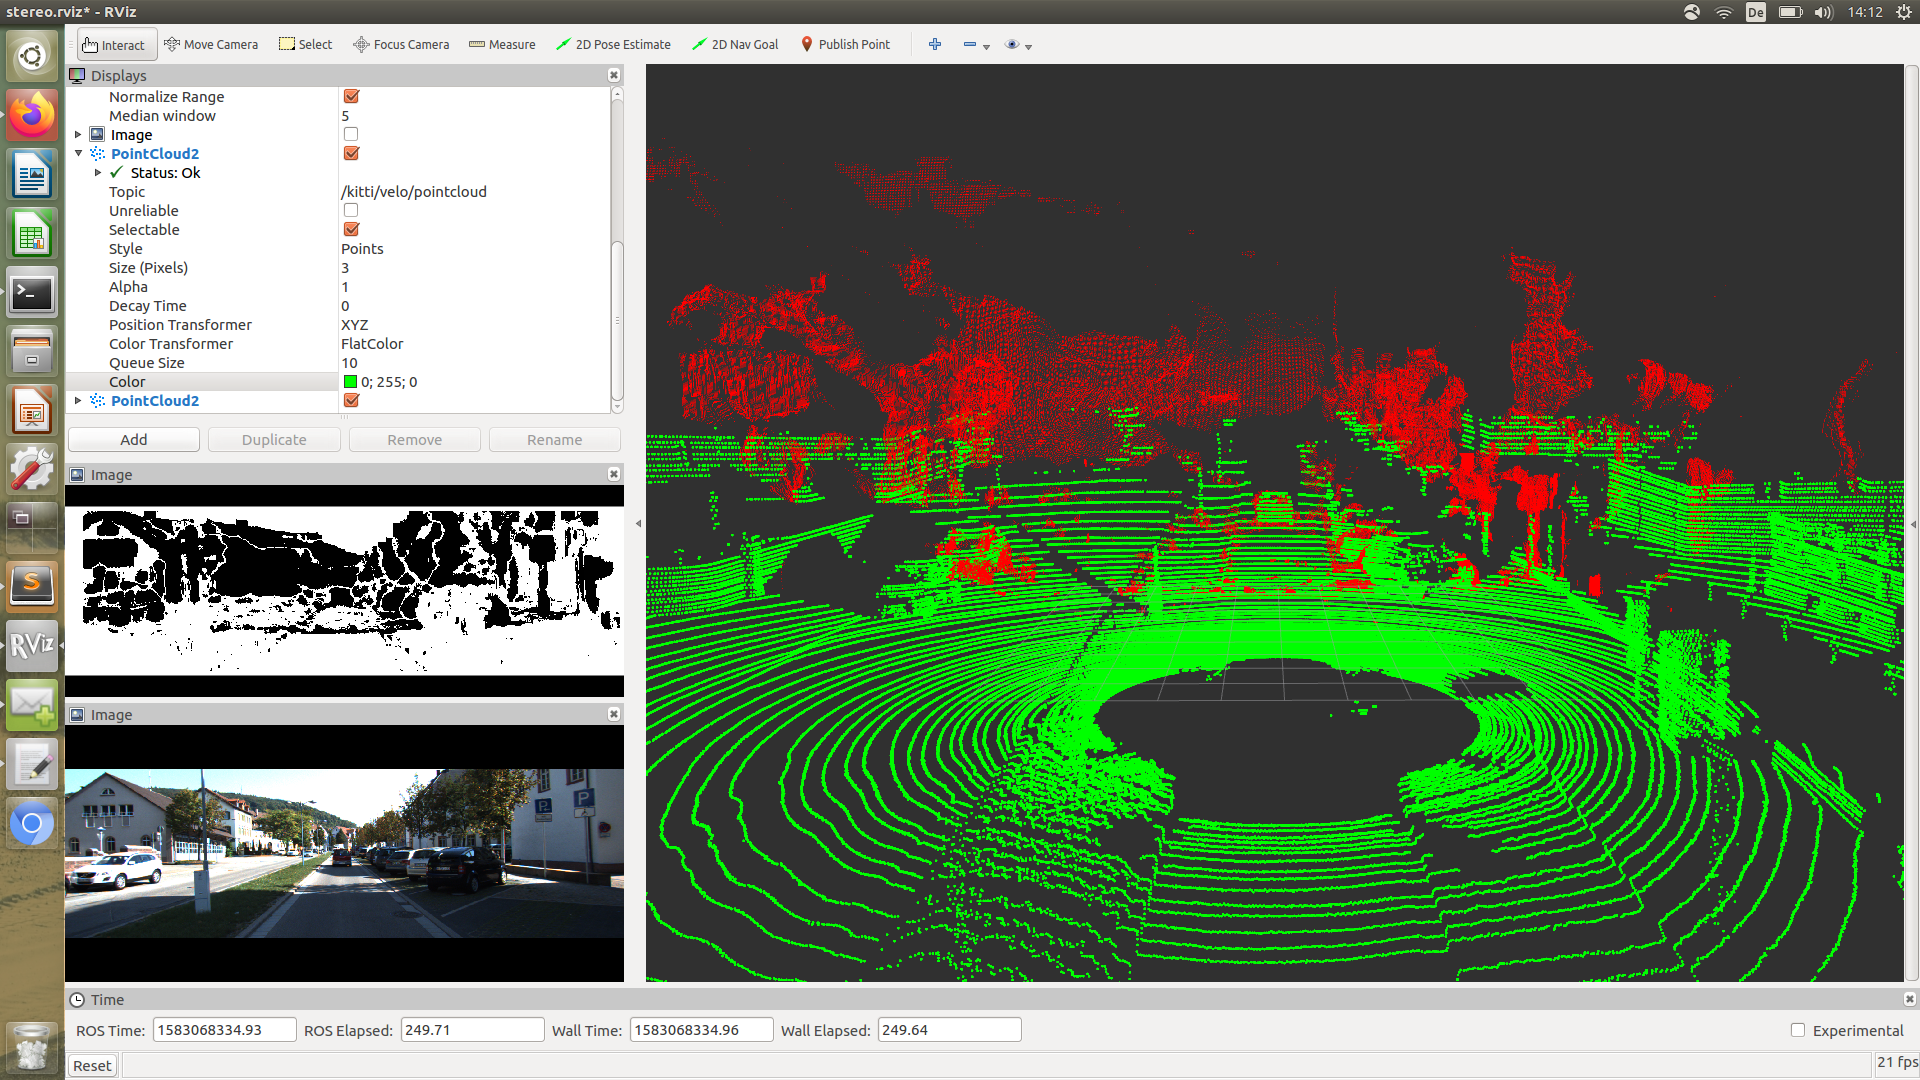 stereo.rviz* - RViz
De
14:12
Interact
Move Camera
Select
Focus Camera
Measure
2D Pose Estimate
2D Nav Goal
Publish Point
Displays
Normalize Range
Median window 5
Image
PointCloud2
Status: Ok
Topic /kitti/velo/pointcloud
Unreliable
Selectable
Style Points
Size (Pixels) 3
Alpha 1
Decay Time 0
Position Transformer XYZ
Color Transformer FlatColor
Queue Size 10
Color 0; 255; 0
PointCloud2
Add Duplicate Remove Rename
Image
RViz
S
Image
P
P
Time
ROS Time: 1583068334.93 ROS Elapsed: 249.71 Wall Time: 1583068334.96 Wall Elapsed: 249.64 Experimental
Reset
21 fps